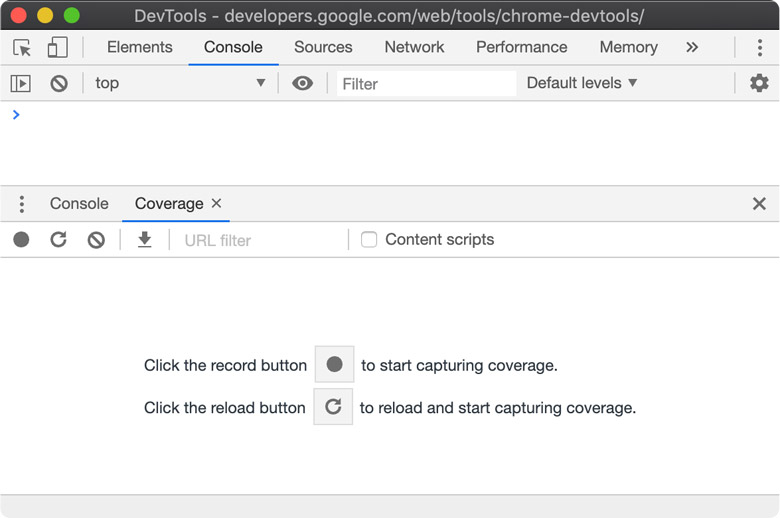 DevTools - developers.google.com/web/tools/chrome-devtools/
Elements Console Sources Network Performance Memory »
top Filter Default levels
Console Coverage
URL filter Content scripts
Click the record button to start capturing coverage.
Click the reload button to reload and start capturing coverage.